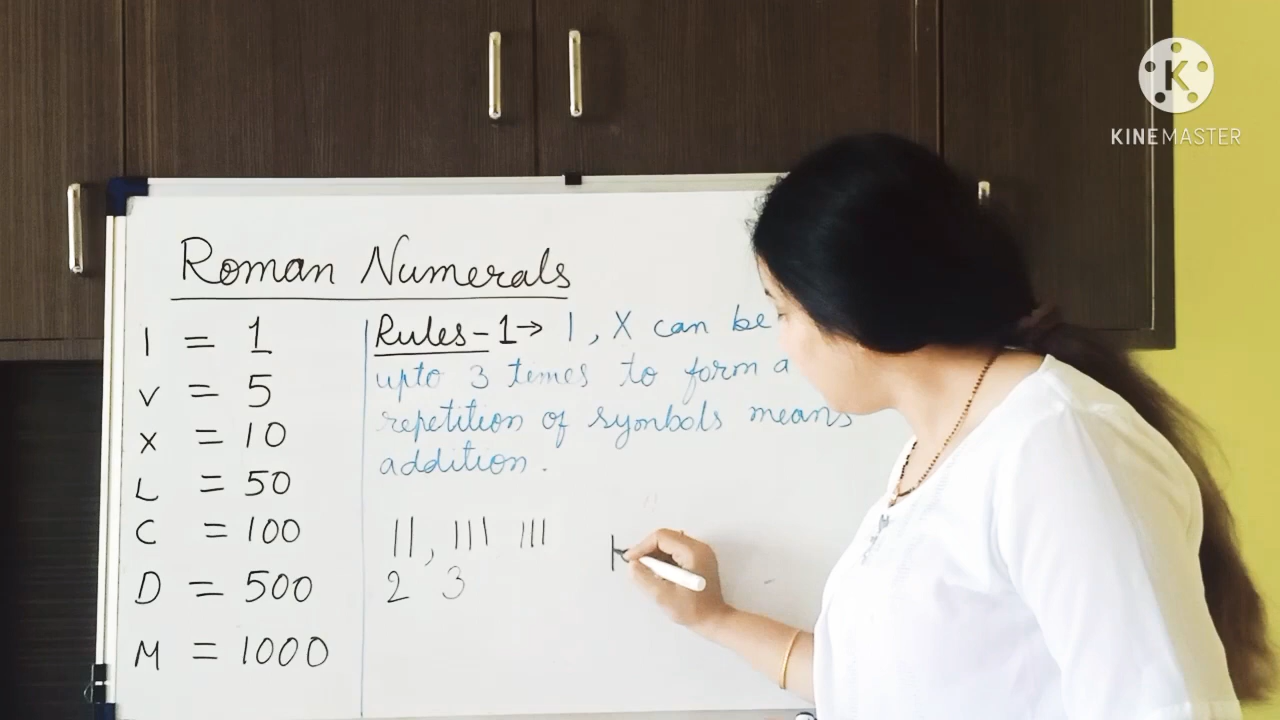 KINEMASTER
Roman Numerals
I = 1
V = 5
X = 10
L = 50
C = 100
D = 500
M = 1000
Rules-1→ I, X can be
upto 3 times to form a
repetition of symbols means
addition.
II, III III
2 3